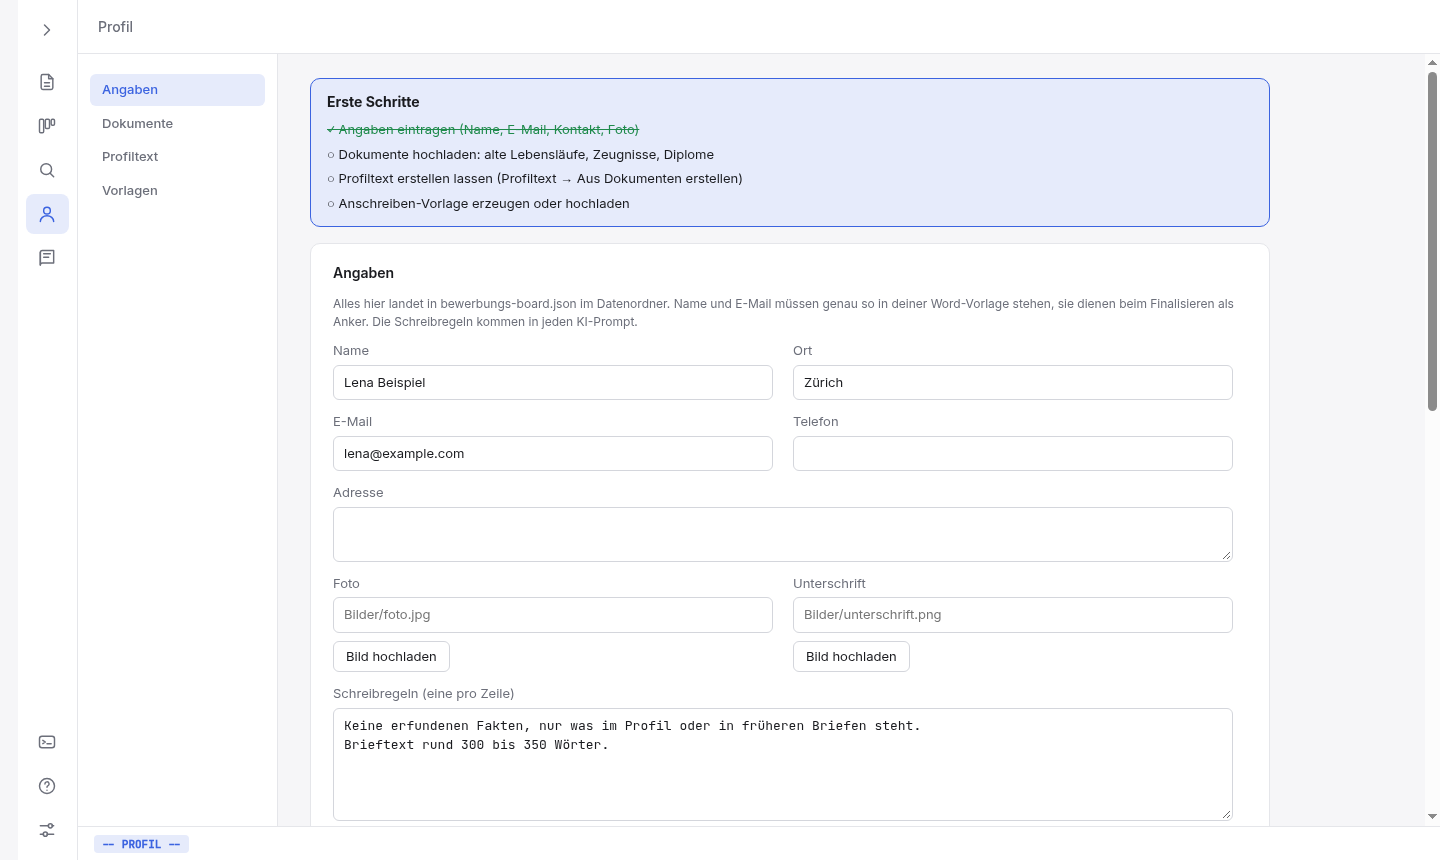 Profil
Angaben
Dokumente
Profiltext
Vorlagen
Erste Schritte
✓ Angaben eintragen (Name, E-Mail, Kontakt, Foto)
○ Dokumente hochladen: alte Lebensläufe, Zeugnisse, Diplome
○ Profiltext erstellen lassen (Profiltext → Aus Dokumenten erstellen)
○ Anschreiben-Vorlage erzeugen oder hochladen
Angaben
Alles hier landet in bewerbungs-board.json im Datenordner. Name und E-Mail müssen genau so in deiner Word-Vorlage stehen, sie dienen beim Finalisieren als
Anker. Die Schreibregeln kommen in jeden KI-Prompt.
Name
Lena Beispiel
Ort
Zürich
E-Mail
lena@example.com
Telefon
Adresse
Foto
Bilder/foto.jpg
Bild hochladen
Unterschrift
Bilder/unterschrift.png
Bild hochladen
Schreibregeln (eine pro Zeile)
Keine erfundenen Fakten, nur was im Profil oder in früheren Briefen steht.
Brieftext rund 300 bis 350 Wörter.
-- PROFIL --